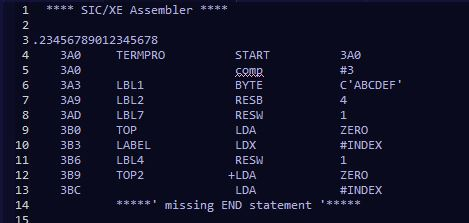 1 **** SIC/XE Assembler ****
2
3 .23456789012345678
4 3A0 TERMPRO START 3A0
5 3A0 comp #3
6 3A3 LBL1 BYTE C'ABCDEF'
7 3A9 LBL2 RESB 4
8 3AD LBL7 RESW 1
9 3B0 TOP LDA ZERO
10 3B3 LABEL LDX #INDEX
11 3B6 LBL4 RESW 1
12 3B9 TOP2 +LDA ZERO
13 3BC LDA #INDEX
14 *****' missing END statement '*****
15